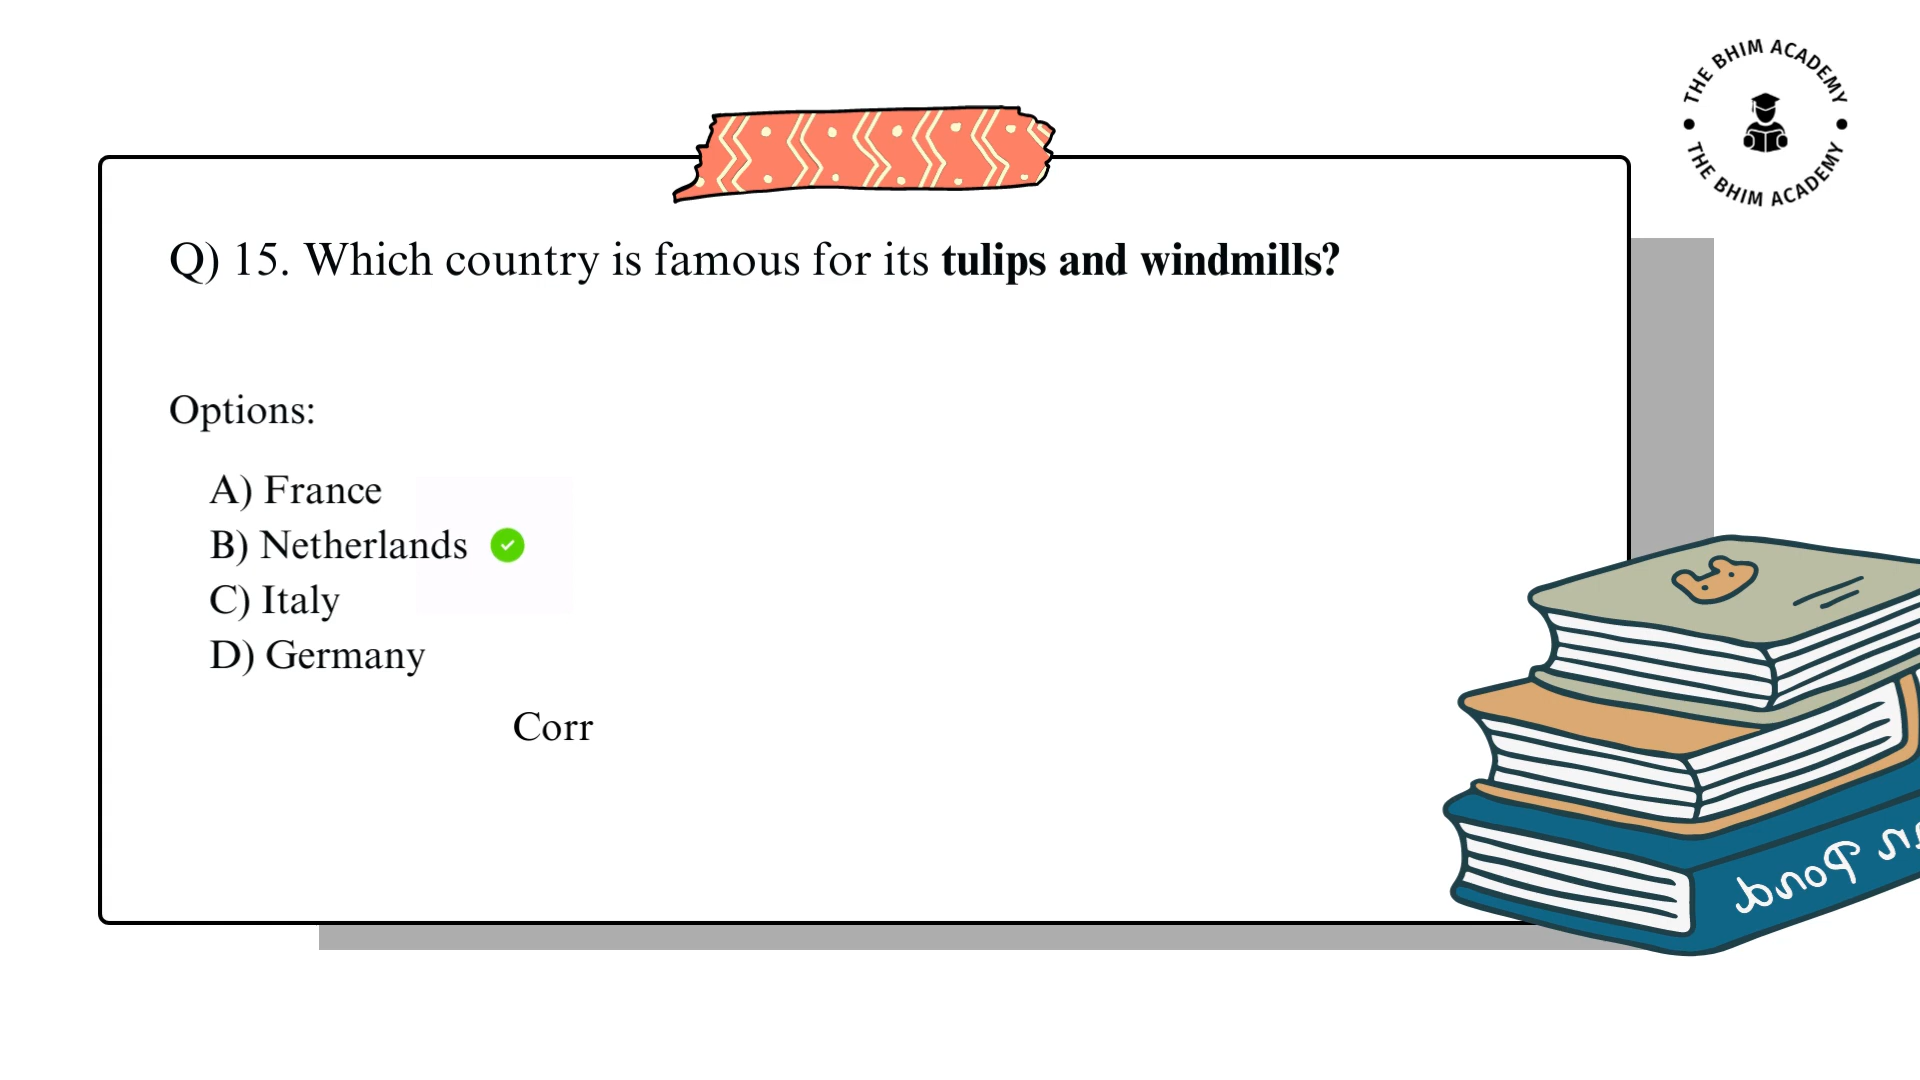 THE BHIM ACADEMY
THE BHIM ACADEMY
Q) 15. Which country is famous for its tulips and windmills?
Options:
A) France
B) Netherlands
C) Italy
D) Germany
Corr